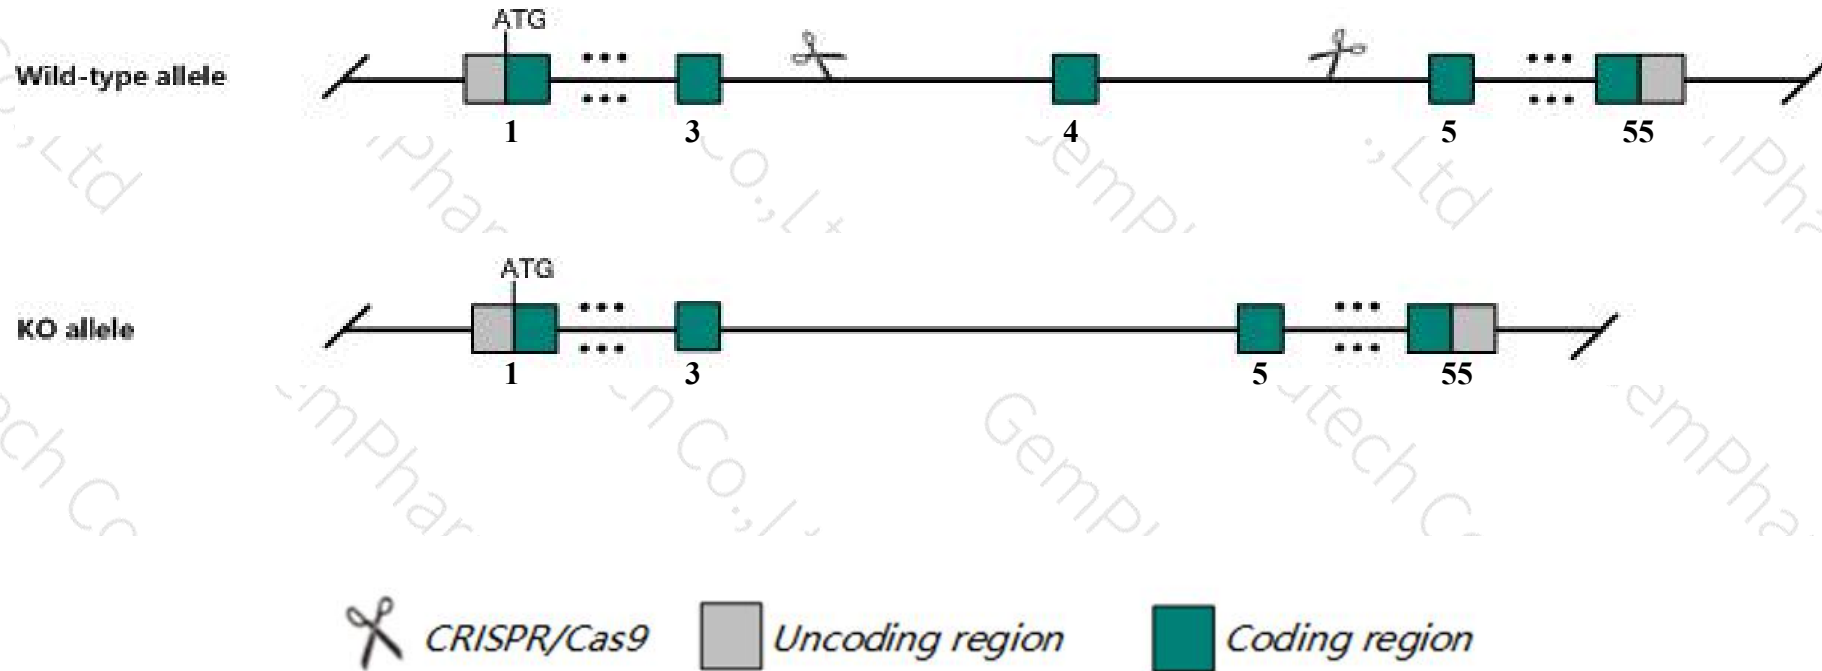 ATG
Wild-type allele
1 3 4 5 55
ATG
KO allele
1 3 5 55
CRISPR/Cas9 Uncoding region Coding region